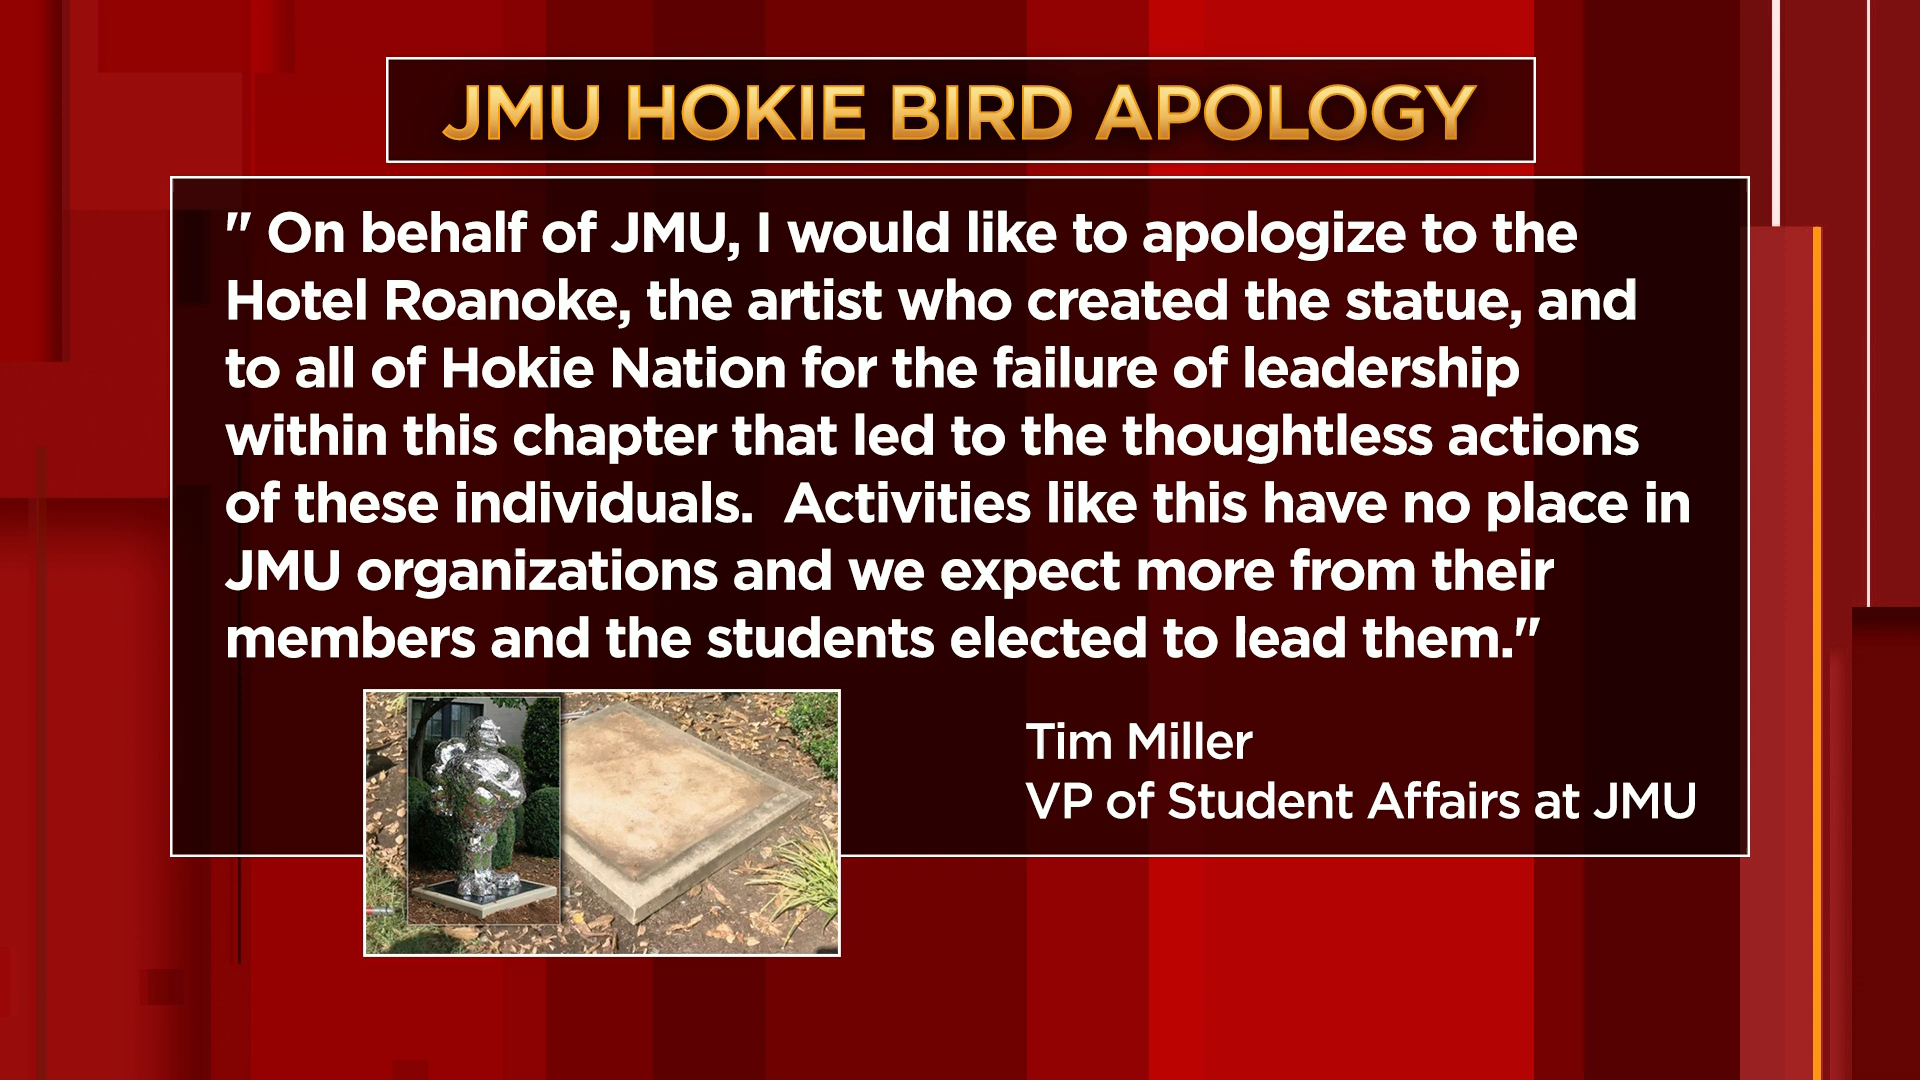 JMU HOKIE BIRD APOLOGY
" On behalf of JMU, I would like to apologize to the
Hotel Roanoke, the artist who created the statue, and
to all of Hokie Nation for the failure of leadership
within this chapter that led to the thoughtless actions
of these individuals.  Activities like this have no place in
JMU organizations and we expect more from their
members and the students elected to lead them."
Tim Miller
VP of Student Affairs at JMU